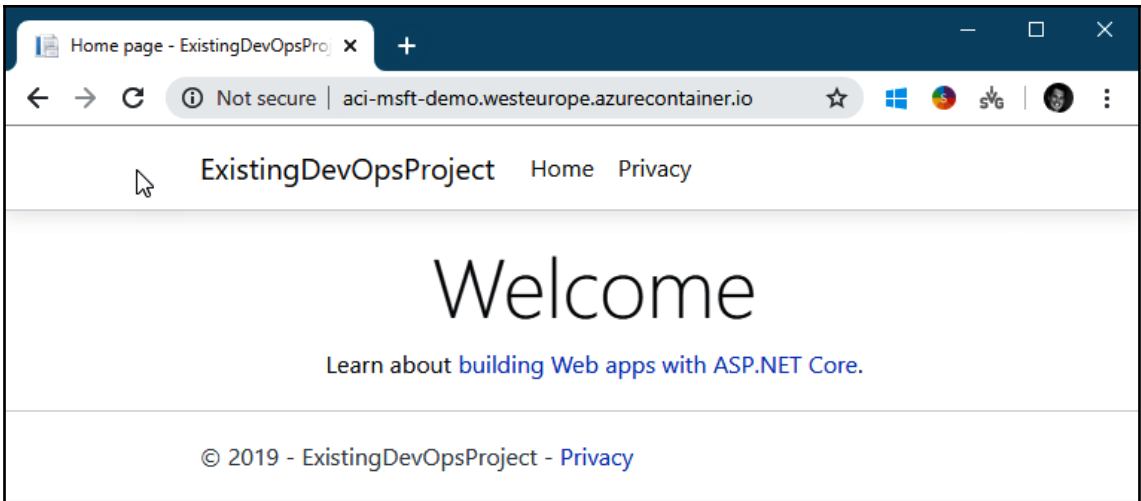 Home page - ExistingDevOpsProj
Not secure | aci-msft-demo.westeurope.azurecontainer.io
SVG
ExistingDevOpsProject Home Privacy
Welcome
Learn about building Web apps with ASP.NET Core.
© 2019 - ExistingDevOpsProject - Privacy